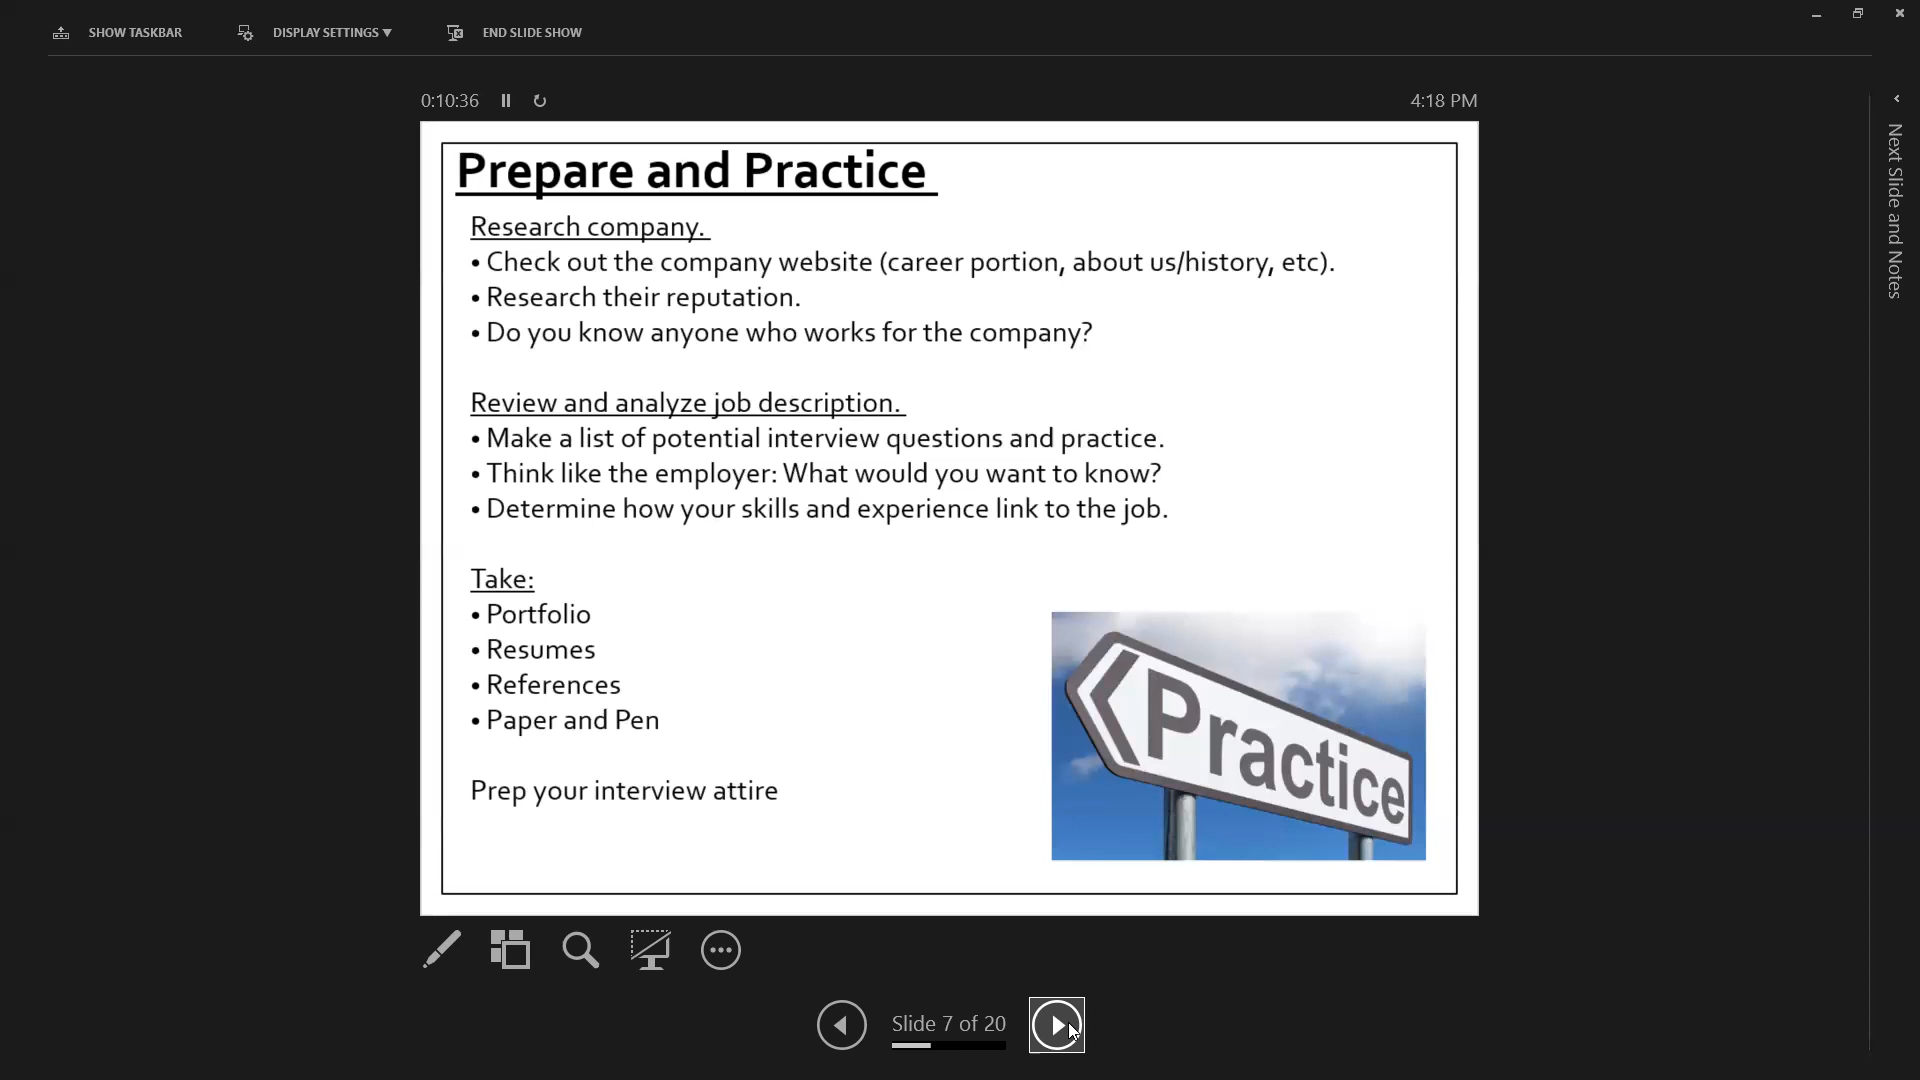 SHOW TASKBAR
DISPLAY SETTINGS ▼
END SLIDE SHOW
0:10:36
4:18 PM
Prepare and Practice
Research company.
• Check out the company website (career portion, about us/history, etc).
• Research their reputation.
• Do you know anyone who works for the company?
Review and analyze job description.
• Make a list of potential interview questions and practice.
• Think like the employer: What would you want to know?
• Determine how your skills and experience link to the job.
Take:
• Portfolio
• Resumes
• References
• Paper and Pen
Prep your interview attire
Practice
Slide 7 of 20
Next Slide and Notes